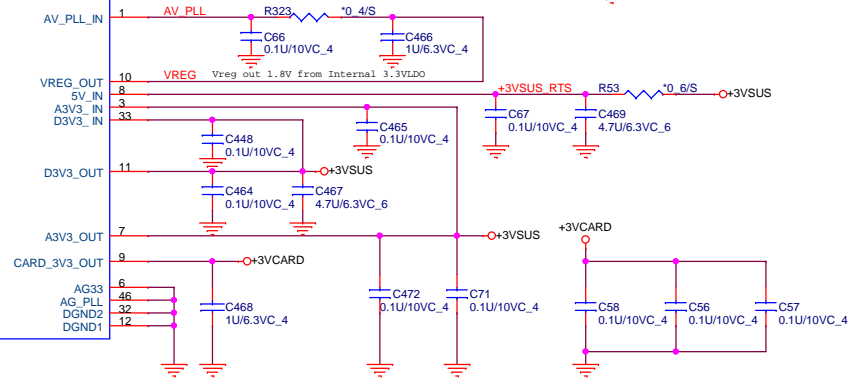 AV_PLL_IN 1 AV_PLL R323 *0_4/S
C66
0.1U/10VC_4
C466
1U/6.3VC_4
VREG_OUT 10 VREG Vreg out 1.8V from Internal 3.3VLDO
5V_IN 8 +3VSUS_RTS R53 *0_6/S +3VSUS
A3V3_IN 3
D3V3_ IN 33
C67
0.1U/10VC_4
C469
4.7U/6.3VC_6
C465
0.1U/10VC_4
C448
0.1U/10VC_4
D3V3_OUT 11 +3VSUS
C464
0.1U/10VC_4
C467
4.7U/6.3VC_6
A3V3_OUT 7 +3VSUS
+3VCARD
CARD_3V3_OUT 9 +3VCARD
AG33 6
AG_PLL 46
DGND2 32
DGND1 12
C468
1U/6.3VC_4
C472
0.1U/10VC_4
C71
0.1U/10VC_4
C58
0.1U/10VC_4
C56
0.1U/10VC_4
C57
0.1U/10VC_4